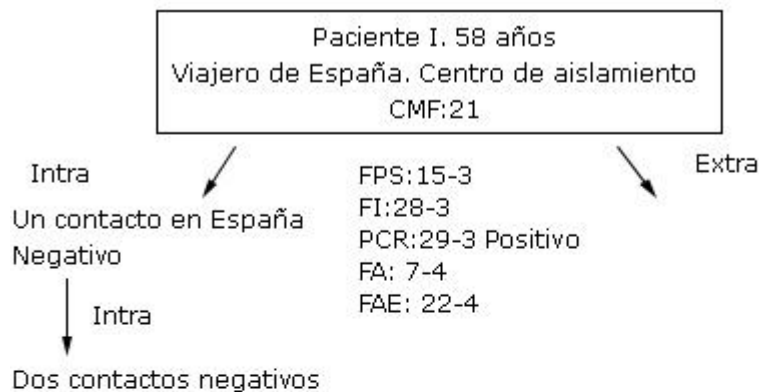 Paciente I. 58 años
Viajero de España. Centro de aislamiento
CMF:21
Intra
Extra
Un contacto en España
Negativo
FPS:15-3
FI:28-3
PCR:29-3 Positivo
FA: 7-4
FAE: 22-4
Intra
Dos contactos negativos